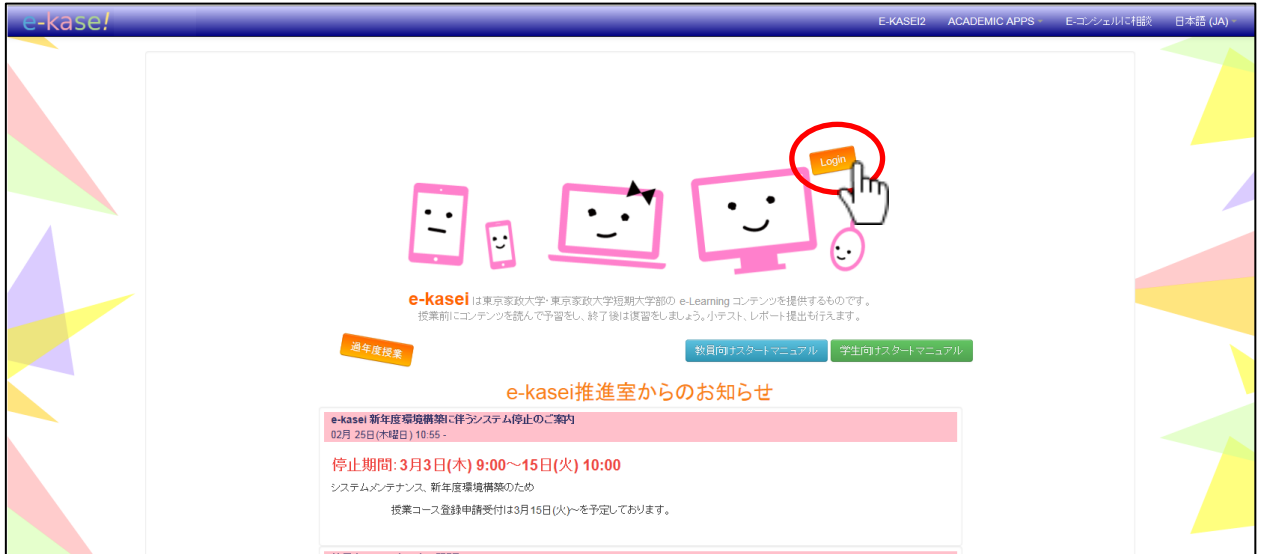 e-kase!
E-KASEI2 ACADEMIC APPS E-コンシェルに相談 日本語 (JA)
Login
e-kasei は東京家政大学・東京家政大学短期大学部の e-Learning コンテンツを提供するものです。
授業前にコンテンツを読んで予習をし、終了後は復習をしましょう。小テスト、レポート提出も行えます。
過年度授業
教員向けスタートマニュアル 学生向けスタートマニュアル
e-kasei推進室からのお知らせ
e-kasei 新年度環境構築に伴うシステム停止のご案内
02月 25日(木曜日) 10:55 -
停止期間: 3月3日(木) 9:00～15日(火) 10:00
システムメンテナンス、新年度環境構築のため
授業コース登録申請受付は3月15日(火)～を予定しております。